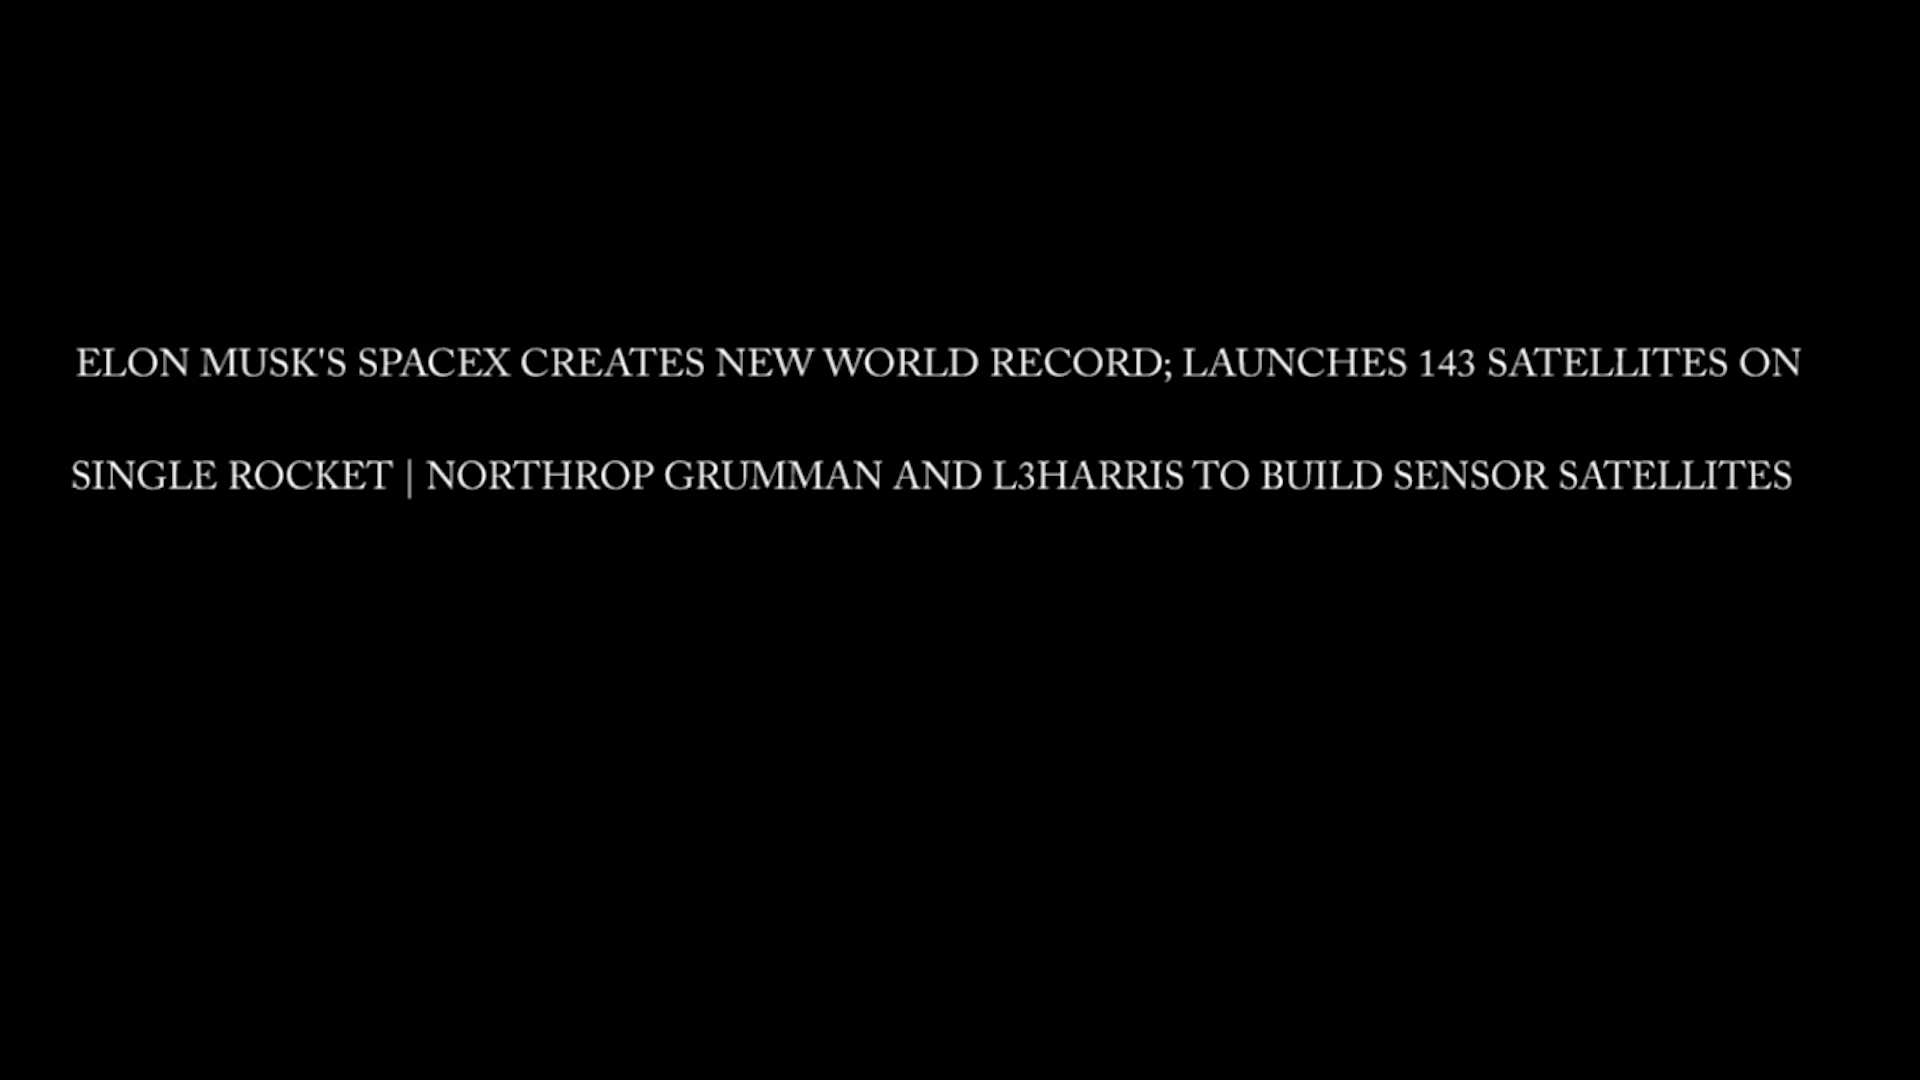 ELON MUSK'S SPACEX CREATES NEW WORLD RECORD; LAUNCHES 143 SATELLITES ON
SINGLE ROCKET | NORTHROP GRUMMAN AND L3HARRIS TO BUILD SENSOR SATELLITES